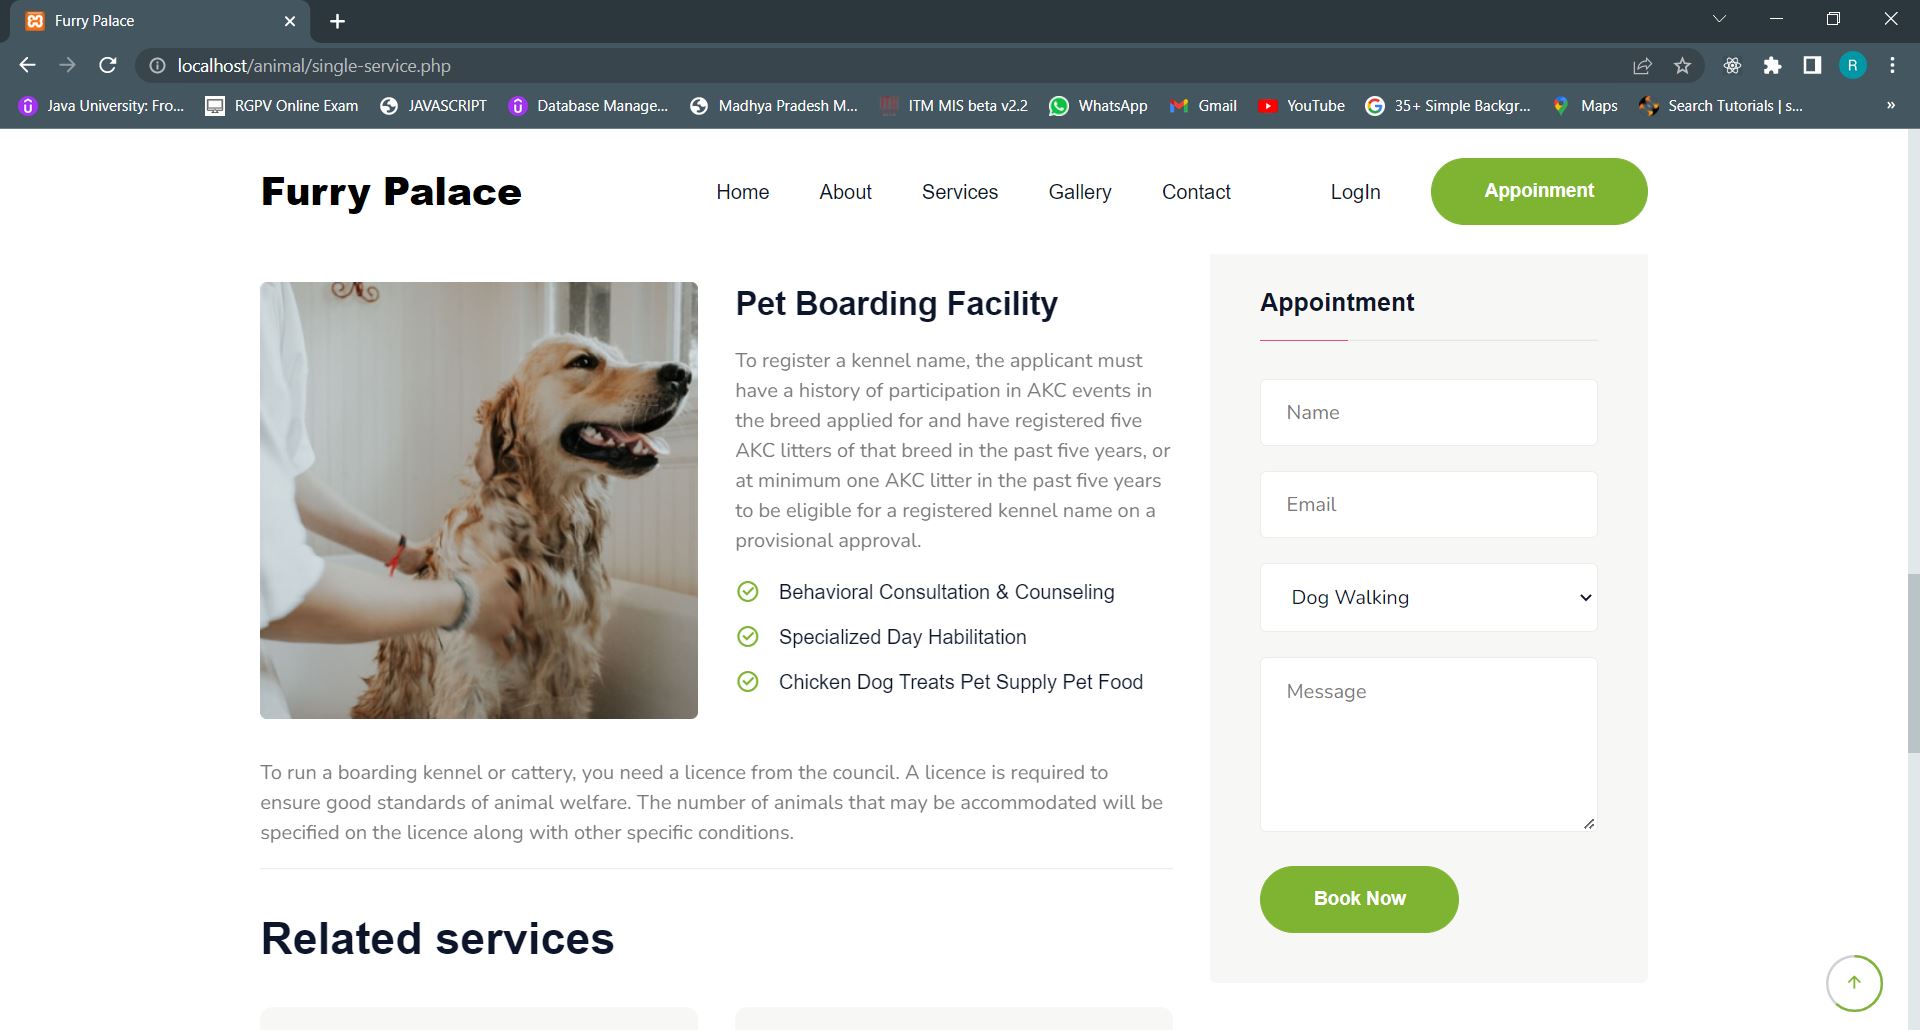 Furry Palace
localhost/animal/single-service.php
R
Java University: Fro...
RGPV Online Exam
JAVASCRIPT
Database Manage...
Madhya Pradesh M...
ITM MIS beta v2.2
WhatsApp
Gmail
YouTube
35+ Simple Backgr...
Maps
Search Tutorials | s...
»
Furry Palace
Home
About
Services
Gallery
Contact
LogIn
Appoinment
Pet Boarding Facility
To register a kennel name, the applicant must
have a history of participation in AKC events in
the breed applied for and have registered five
AKC litters of that breed in the past five years, or
at minimum one AKC litter in the past five years
to be eligible for a registered kennel name on a
provisional approval.
Behavioral Consultation & Counseling
Specialized Day Habilitation
Chicken Dog Treats Pet Supply Pet Food
To run a boarding kennel or cattery, you need a licence from the council. A licence is required to
ensure good standards of animal welfare. The number of animals that may be accommodated will be
specified on the licence along with other specific conditions.
Related services
Appointment
Name
Email
Dog Walking
Message
Book Now